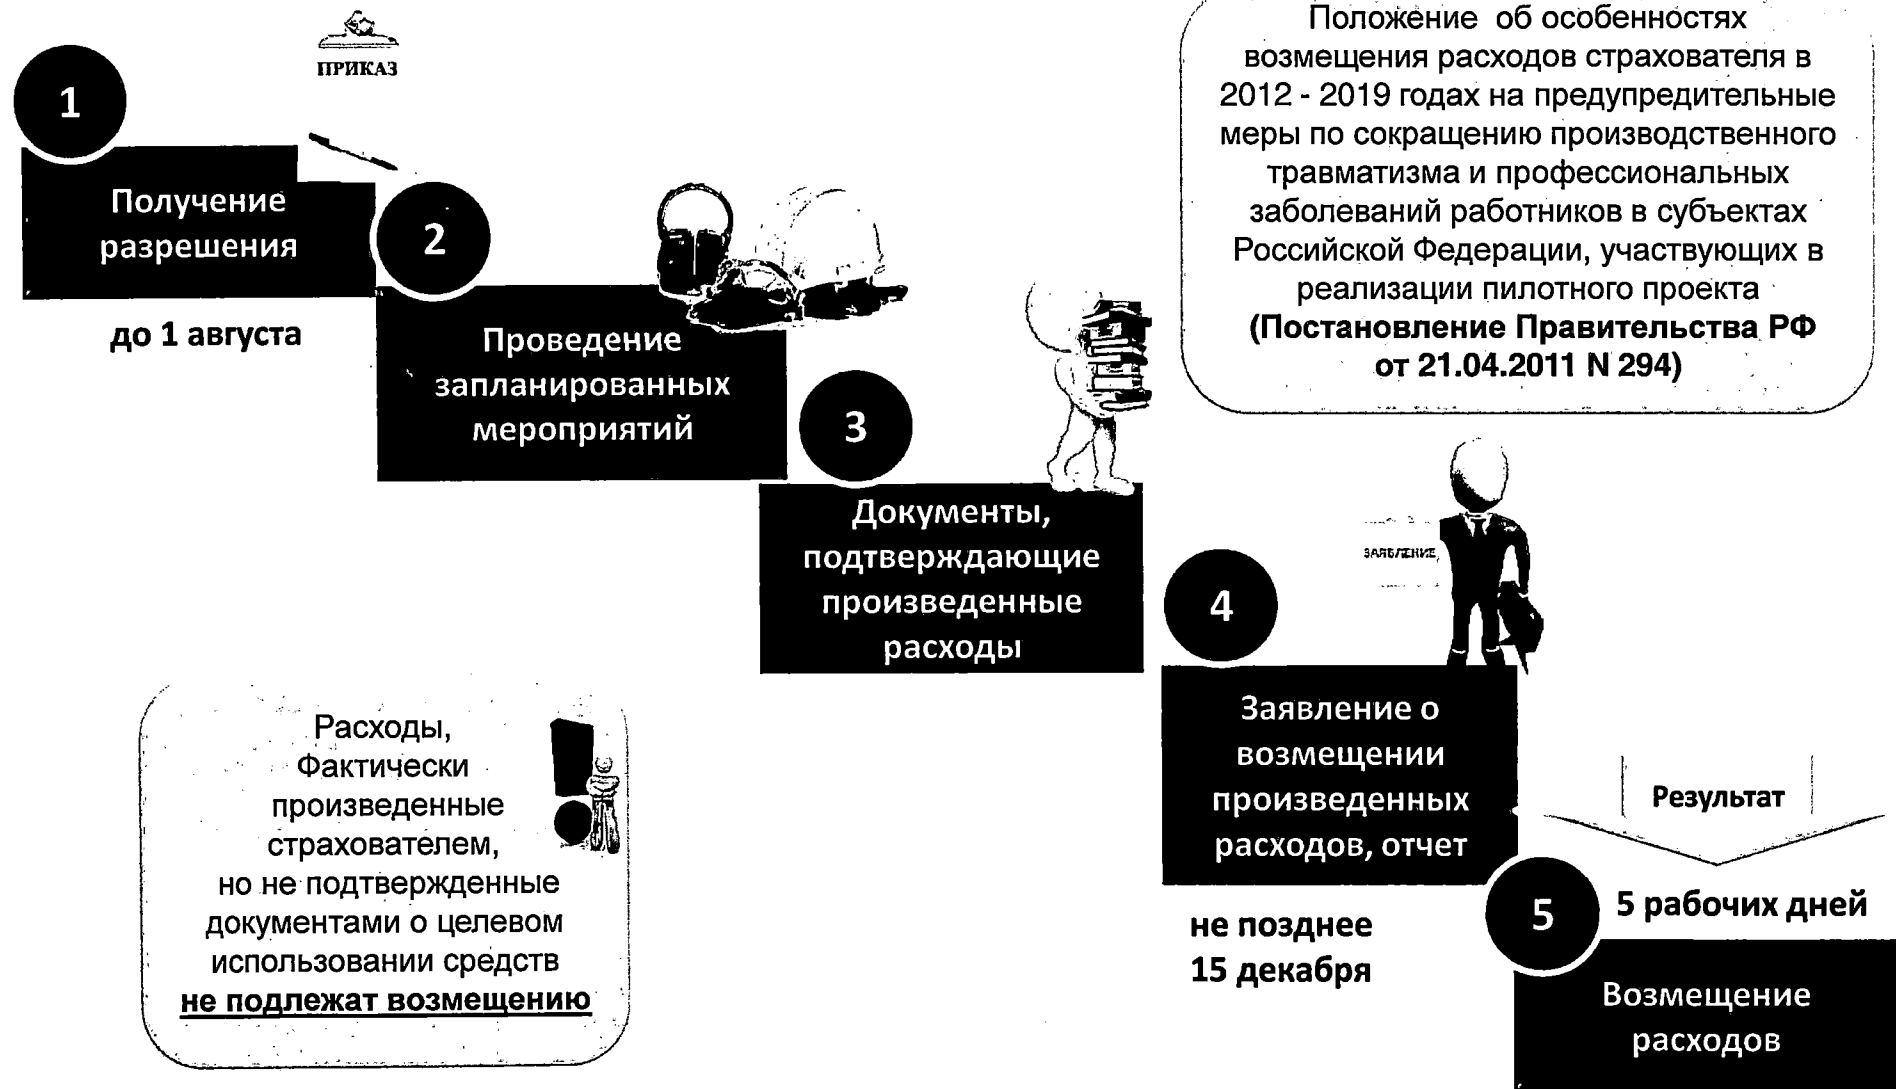 ПРИКАЗ
1
Получение
разрешения
до 1 августа
2
Проведение
запланированных
мероприятий
3
Документы,
подтверждающие
произведенные
расходы
Положение об особенностях
возмещения расходов страхователя в
2012 - 2019 годах на предупредительные
меры по сокращению производственного
травматизма и профессиональных
заболеваний работников в субъектах
Российской Федерации, участвующих в
реализации пилотного проекта
(Постановление Правительства РФ
от 21.04.2011 N 294)
ЗАЯВЛЕНИЕ
4
Заявление о
возмещении
произведенных
расходов, отчет
не позднее
15 декабря
Результат
5
5 рабочих дней
Возмещение
расходов
Расходы,
Фактически
произведенные
страхователем,
но не подтвержденные
документами о целевом
использовании средств
не подлежат возмещению